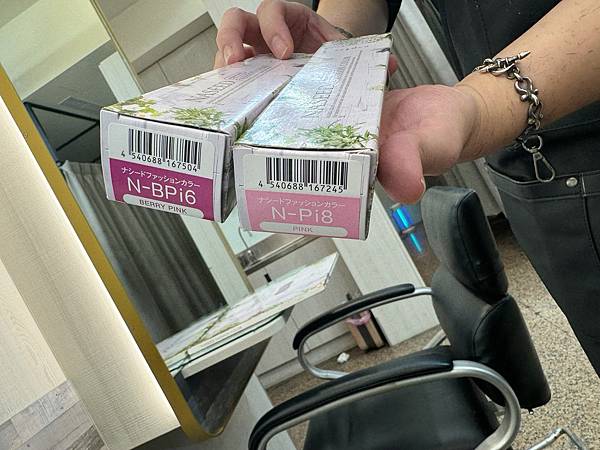 4 540688 167504
ナシードファッションカラー
N-BPi6
BERRY PINK
4 540688 167245
ナシードファッションカラー
N-Pi8
PINK